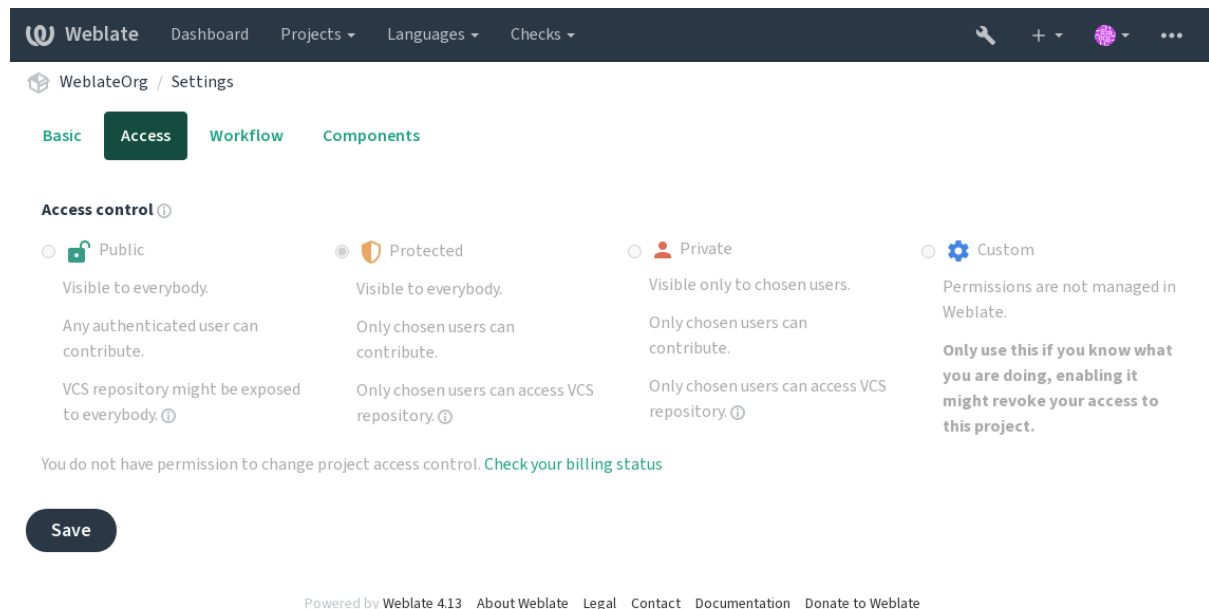 Weblate Dashboard Projects Languages Checks
WeblateOrg / Settings
Basic Access Workflow Components
Access control
Public
Visible to everybody.
Any authenticated user can
contribute.
VCS repository might be exposed
to everybody.
Protected
Visible to everybody.
Only chosen users can
contribute.
Only chosen users can access VCS
repository.
Private
Visible only to chosen users.
Only chosen users can
contribute.
Only chosen users can access VCS
repository.
Custom
Permissions are not managed in
Weblate.
Only use this if you know what
you are doing, enabling it
might revoke your access to
this project.
You do not have permission to change project access control. Check your billing status
Save
Powered by Weblate 4.13 About Weblate Legal Contact Documentation Donate to Weblate